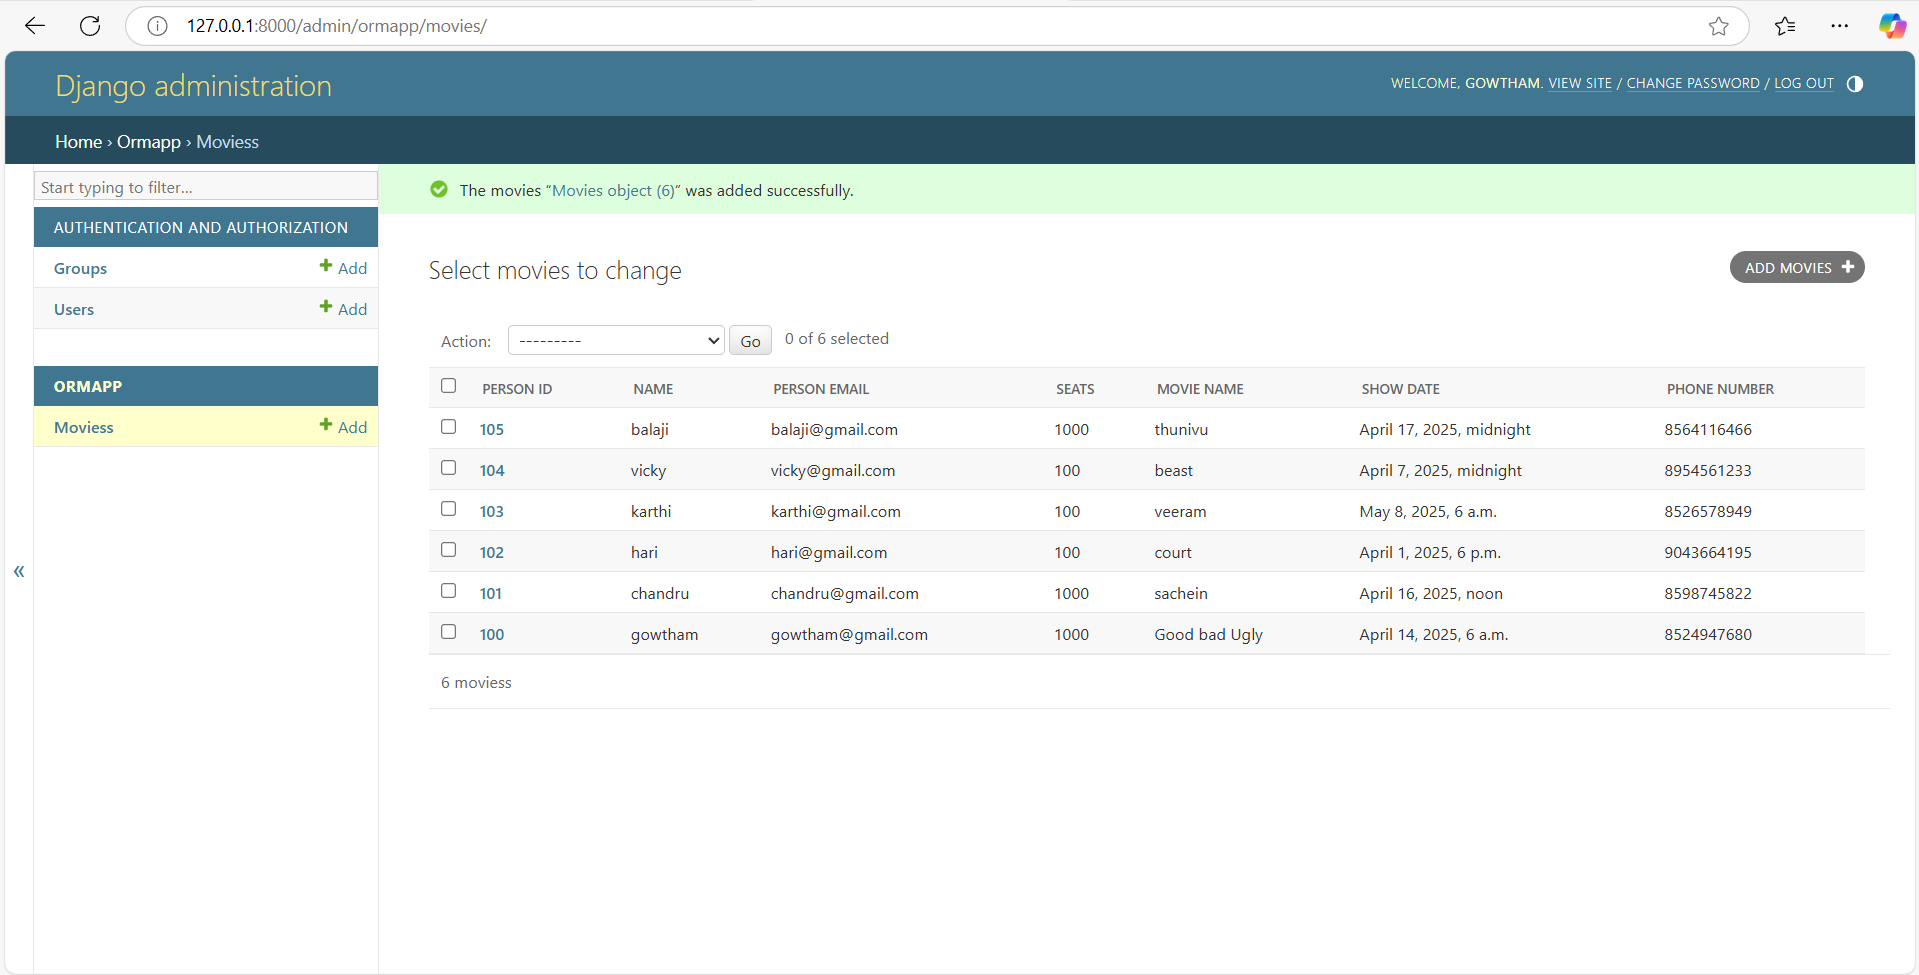 127.0.0.1:8000/admin/ormapp/movies/
Django administration
WELCOME, GOWTHAM. VIEW SITE / CHANGE PASSWORD / LOG OUT
Home › Ormapp › Moviess
Start typing to filter...
AUTHENTICATION AND AUTHORIZATION
Groups + Add
Users + Add
ORMAPP
Moviess + Add
«
The movies “Movies object (6)” was added successfully.
Select movies to change
ADD MOVIES +
Action: --------- Go 0 of 6 selected
PERSON ID NAME PERSON EMAIL SEATS MOVIE NAME SHOW DATE PHONE NUMBER
105 balaji balaji@gmail.com 1000 thunivu April 17, 2025, midnight 8564116466
104 vicky vicky@gmail.com 100 beast April 7, 2025, midnight 8954561233
103 karthi karthi@gmail.com 100 veeram May 8, 2025, 6 a.m. 8526578949
102 hari hari@gmail.com 100 court April 1, 2025, 6 p.m. 9043664195
101 chandru chandru@gmail.com 1000 sachein April 16, 2025, noon 8598745822
100 gowtham gowtham@gmail.com 1000 Good bad Ugly April 14, 2025, 6 a.m. 8524947680
6 moviess